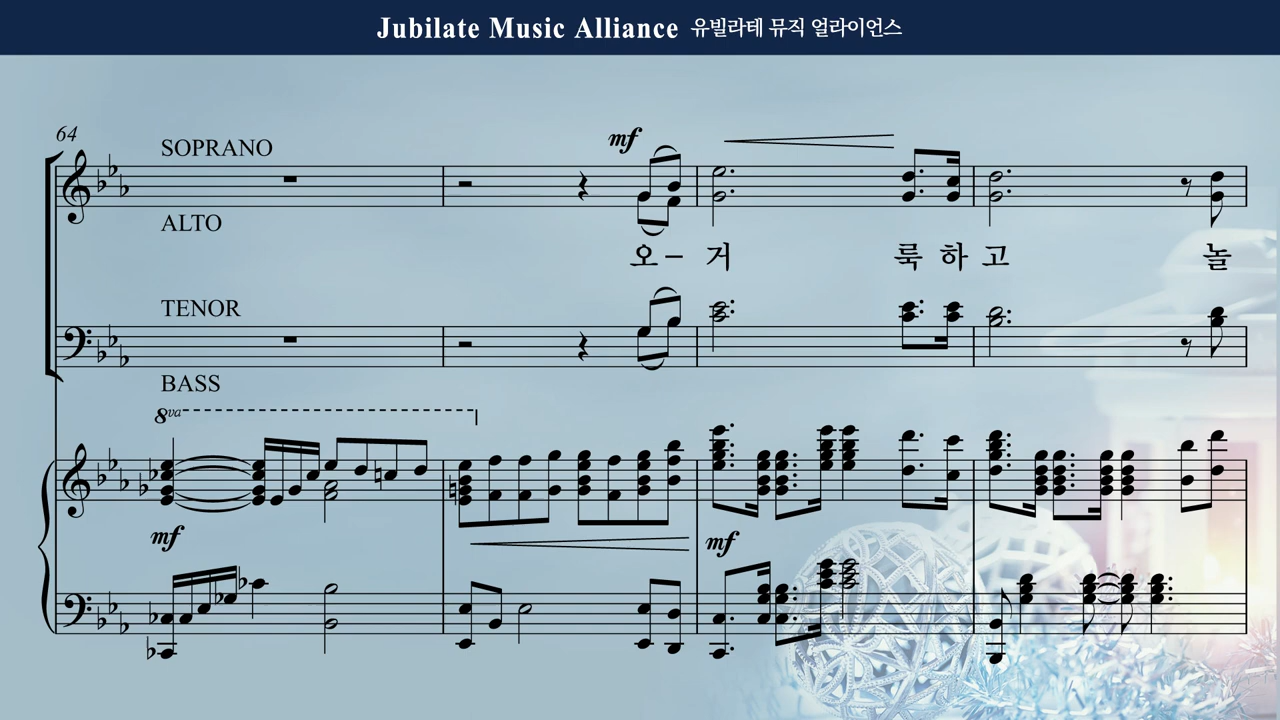 Jubilate Music Alliance 유빌라테 뮤직 얼라이언스
64
SOPRANO
mf
ALTO
오- 거 룩 하 고 놀
TENOR
BASS
8va
mf
mf